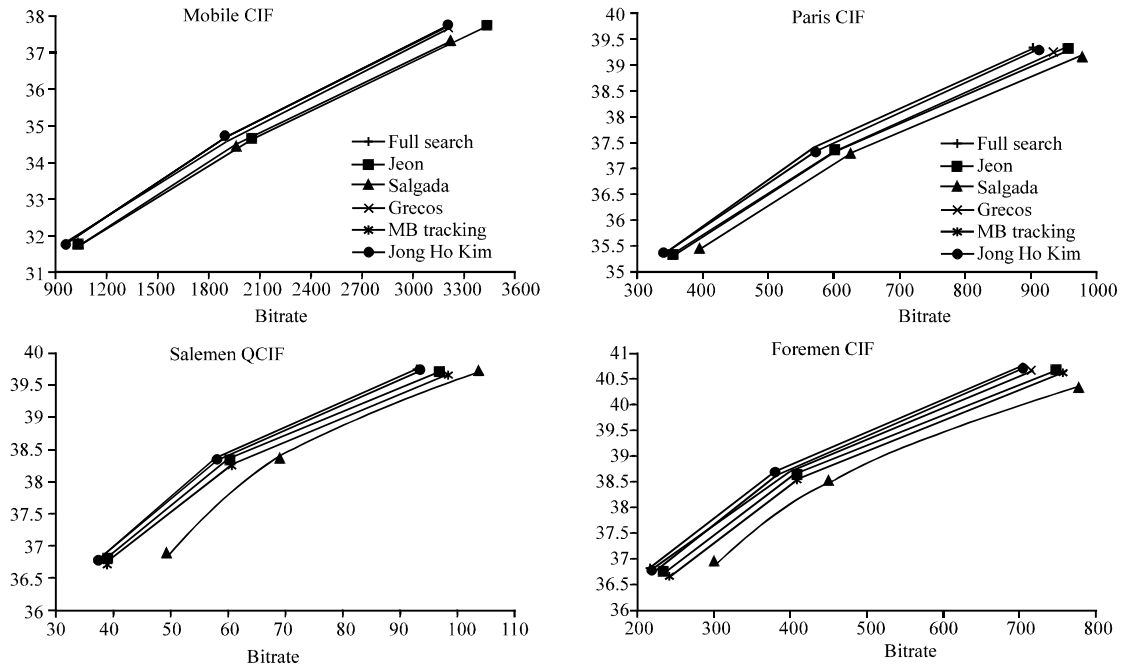 Mobile CIF
38
37
36
35
34
33
32
31
900 1200 1500 1800 2100 2400 2700 3000 3300 3600
Bitrate
Full search
Jeon
Salgada
Grecos
MB tracking
Jong Ho Kim
Paris CIF
40
39.5
39
38.5
38
37.5
37
36.5
36
35.5
35
300 400 500 600 700 800 900 1000
Bitrate
Full search
Jeon
Salgada
Grecos
MB tracking
Jong Ho Kim
Salemen QCIF
40
39.5
39
38.5
38
37.5
37
36.5
36
30 40 50 60 70 80 90 100 110
Bitrate
Foremen CIF
41
40.5
40
39.5
39
38.5
38
37.5
37
36.5
36
200 300 400 500 600 700 800
Bitrate